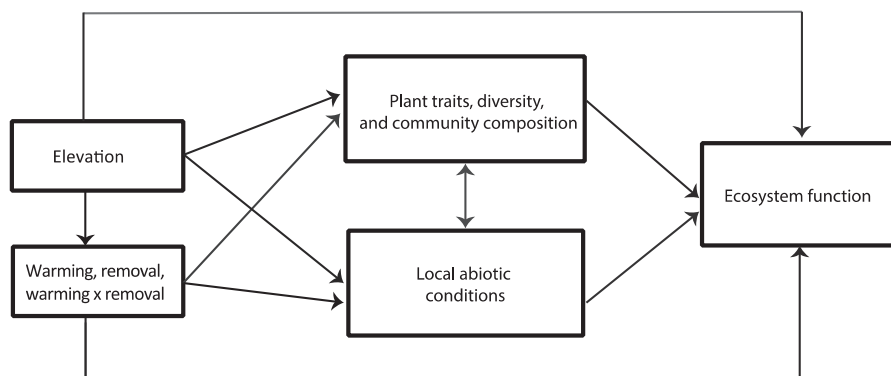 Plant traits, diversity,
and community composition
Elevation
Ecosystem function
Warming, removal,
warming x removal
Local abiotic
conditions